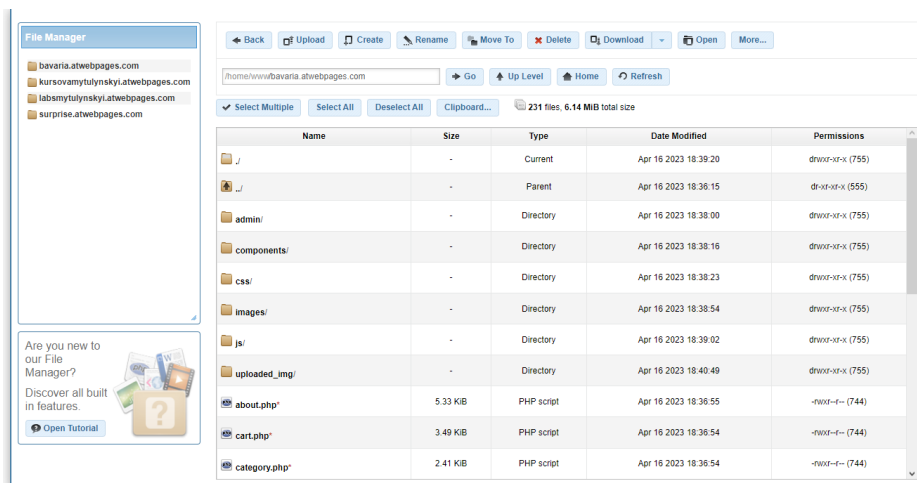 File Manager
bavaria.atwebpages.com
kursovamytulynskyi.atwebpages.com
labsmytulynskyi.atwebpages.com
surprise.atwebpages.com
Are you new to
our File
Manager?
Discover all built
in features.
Open Tutorial
Back Upload Create Rename Move To Delete Download Open More...
/home/www/bavaria.atwebpages.com Go Up Level Home Refresh
Select Multiple Select All Deselect All Clipboard... 231 files, 6.14 MiB total size
Name Size Type Date Modified Permissions
./ - Current Apr 16 2023 18:39:20 drwxr-xr-x (755)
../ - Parent Apr 16 2023 18:36:15 dr-xr-xr-x (555)
admin/ - Directory Apr 16 2023 18:38:00 drwxr-xr-x (755)
components/ - Directory Apr 16 2023 18:38:16 drwxr-xr-x (755)
css/ - Directory Apr 16 2023 18:38:23 drwxr-xr-x (755)
images/ - Directory Apr 16 2023 18:38:54 drwxr-xr-x (755)
js/ - Directory Apr 16 2023 18:39:02 drwxr-xr-x (755)
uploaded_img/ - Directory Apr 16 2023 18:40:49 drwxr-xr-x (755)
about.php* 5.33 KiB PHP script Apr 16 2023 18:36:55 -rwxr--r-- (744)
cart.php* 3.49 KiB PHP script Apr 16 2023 18:36:54 -rwxr--r-- (744)
category.php* 2.41 KiB PHP script Apr 16 2023 18:36:54 -rwxr--r-- (744)